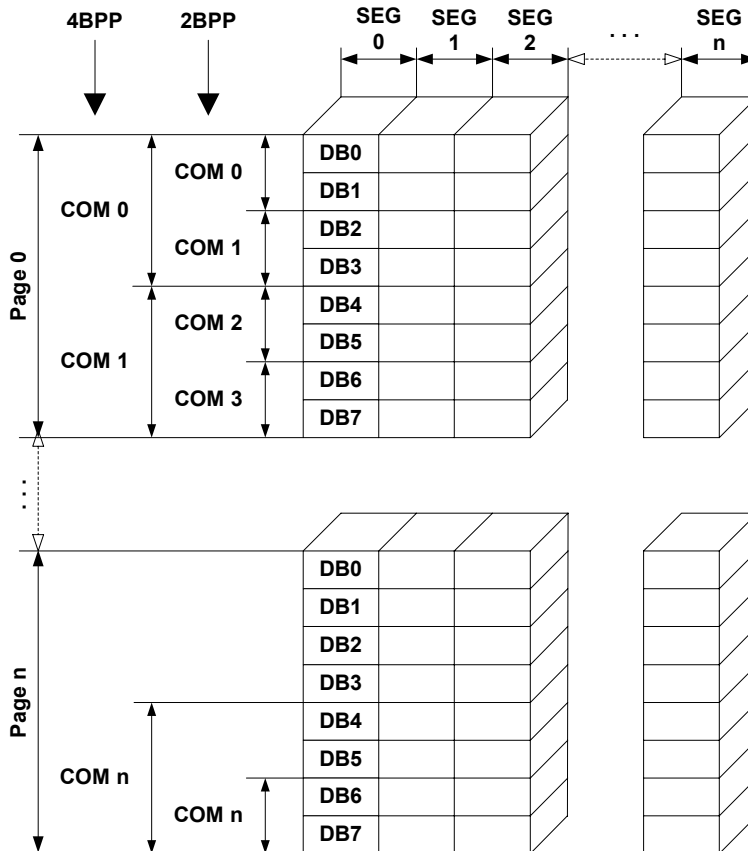 4BPP 2BPP SEG 0 SEG 1 SEG 2 . . . SEG n
Page 0
COM 0
COM 1
COM 0
COM 1
COM 2
COM 3
DB0
DB1
DB2
DB3
DB4
DB5
DB6
DB7
. . .
Page n
COM n
COM n
DB0
DB1
DB2
DB3
DB4
DB5
DB6
DB7